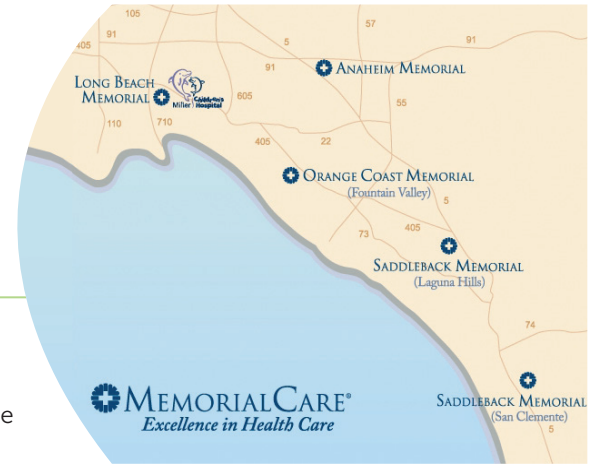 105
57
91
405
5
91
91
ANAHEIM MEMORIAL
LONG BEACH
MEMORIAL
Miller Children's
Hospital
605
55
110
710
405
22
ORANGE COAST MEMORIAL
(Fountain Valley)
5
405
73
SADDLEBACK MEMORIAL
(Laguna Hills)
74
MEMORIALCARE®
Excellence in Health Care
SADDLEBACK MEMORIAL
(San Clemente)
5
e